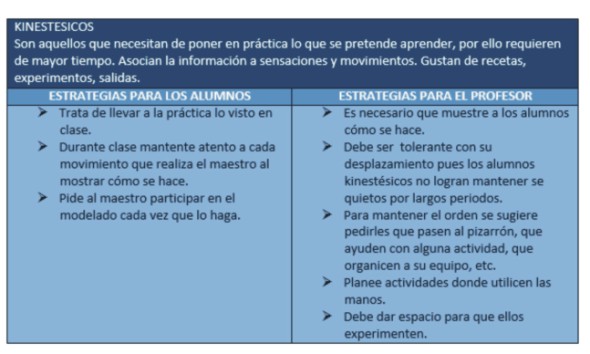 KINESTESICOS
Son aquellos que necesitan de poner en práctica lo que se pretende aprender, por ello requieren
de mayor tiempo. Asocian la información a sensaciones y movimientos. Gustan de recetas,
experimentos, salidas.
ESTRATEGIAS PARA LOS ALUMNOS
➤ Trata de llevar a la práctica lo visto en
clase.
➤ Durante clase mantente atento a cada
movimiento que realiza el maestro al
mostrar cómo se hace.
➤ Pide al maestro participar en el
modelado cada vez que lo haga.
ESTRATEGIAS PARA EL PROFESOR
➤ Es necesario que muestre a los alumnos
cómo se hace.
➤ Debe ser tolerante con su
desplazamiento pues los alumnos
kinestésicos no logran mantener se
quietos por largos periodos.
➤ Para mantener el orden se sugiere
pedirles que pasen al pizarrón, que
ayuden con alguna actividad, que
organicen a su equipo, etc.
➤ Planee actividades donde utilicen las
manos.
➤ Debe dar espacio para que ellos
experimenten.